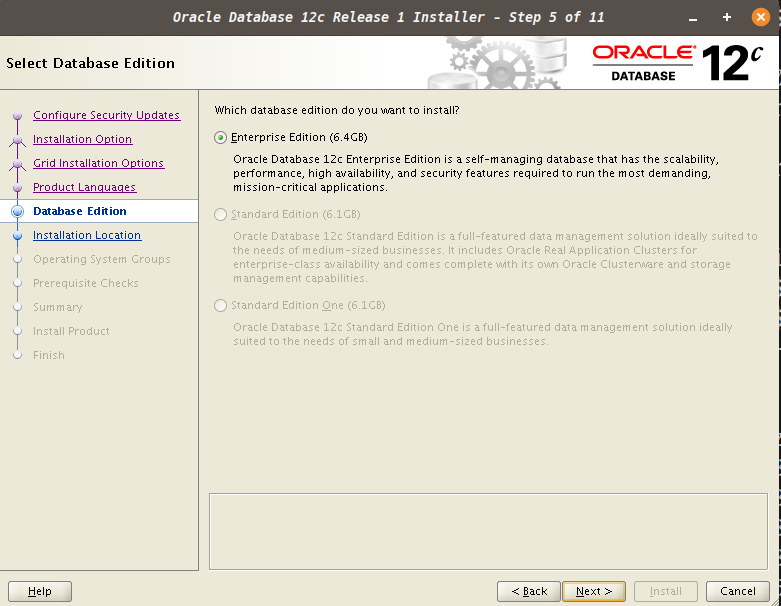 Oracle Database 12c Release 1 Installer - Step 5 of 11
Select Database Edition
ORACLE
DATABASE
12c
Configure Security Updates
Installation Option
Grid Installation Options
Product Languages
Database Edition
Installation Location
Operating System Groups
Prerequisite Checks
Summary
Install Product
Finish
Which database edition do you want to install?
Enterprise Edition (6.4GB)
Oracle Database 12c Enterprise Edition is a self-managing database that has the scalability,
performance, high availability, and security features required to run the most demanding,
mission-critical applications.
Standard Edition (6.1GB)
Oracle Database 12c Standard Edition is a full-featured data management solution ideally suited to
the needs of medium-sized businesses. It includes Oracle Real Application Clusters for
enterprise-class availability and comes complete with its own Oracle Clusterware and storage
management capabilities.
Standard Edition One (6.1GB)
Oracle Database 12c Standard Edition One is a full-featured data management solution ideally
suited to the needs of small and medium-sized businesses.
Help
< Back
Next >
Install
Cancel